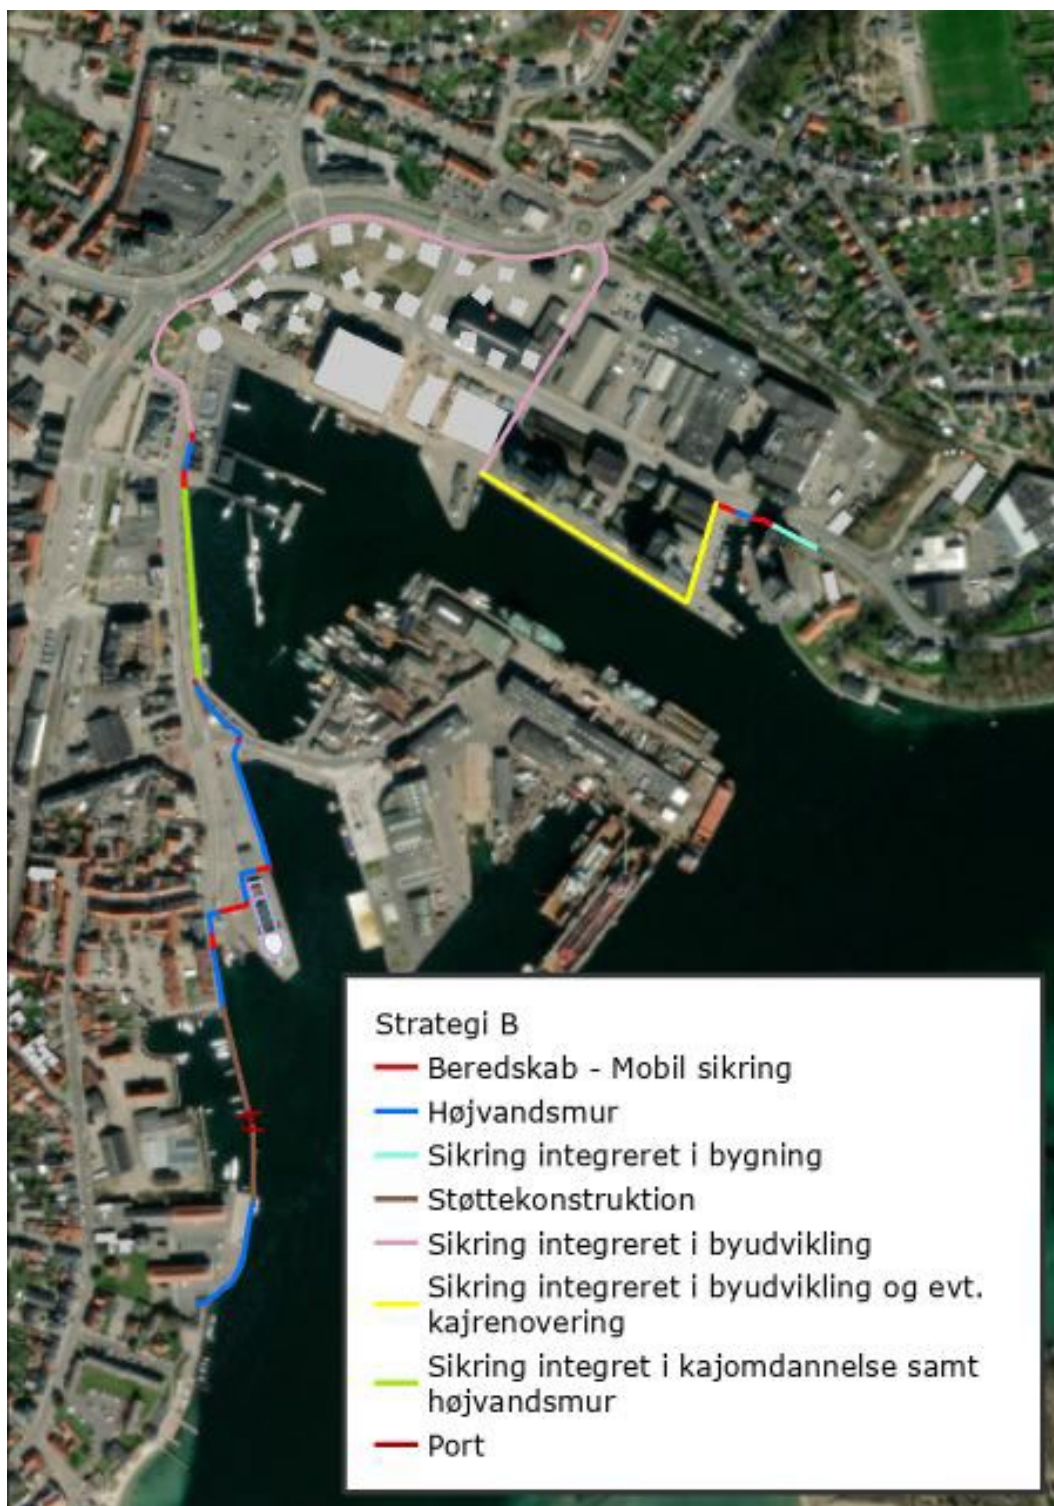 Strategi B
Beredskab - Mobil sikring
Højvandsmur
Sikring integreret i bygning
Støttekonstruktion
Sikring integreret i byudvikling
Sikring integreret i byudvikling og evt.
kajrenovering
Sikring integret i kajomdannelse samt
højvandsmur
Port